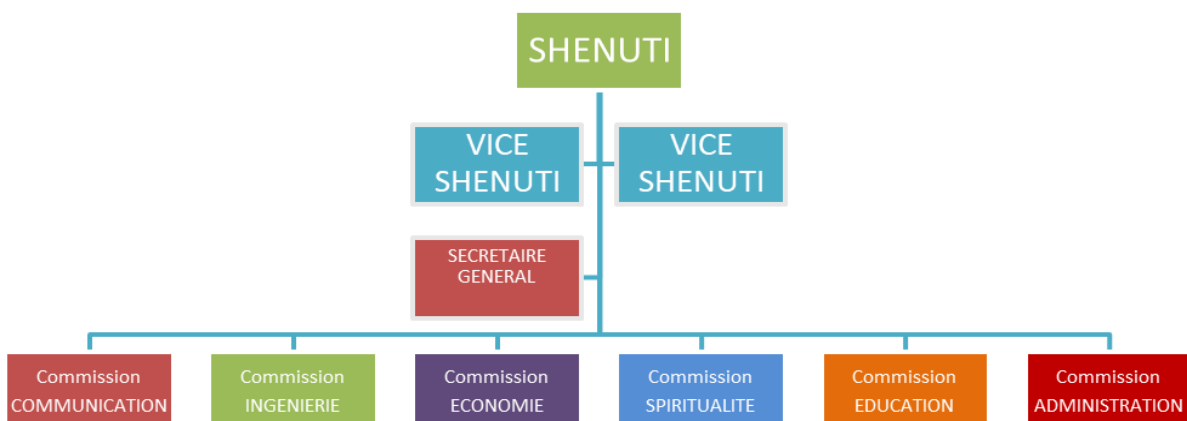 SHENUTI
VICE
SHENUTI
VICE
SHENUTI
SECRETAIRE
GENERAL
Commission
COMMUNICATION
Commission
INGENIERIE
Commission
ECONOMIE
Commission
SPIRITUALITE
Commission
EDUCATION
Commission
ADMINISTRATION